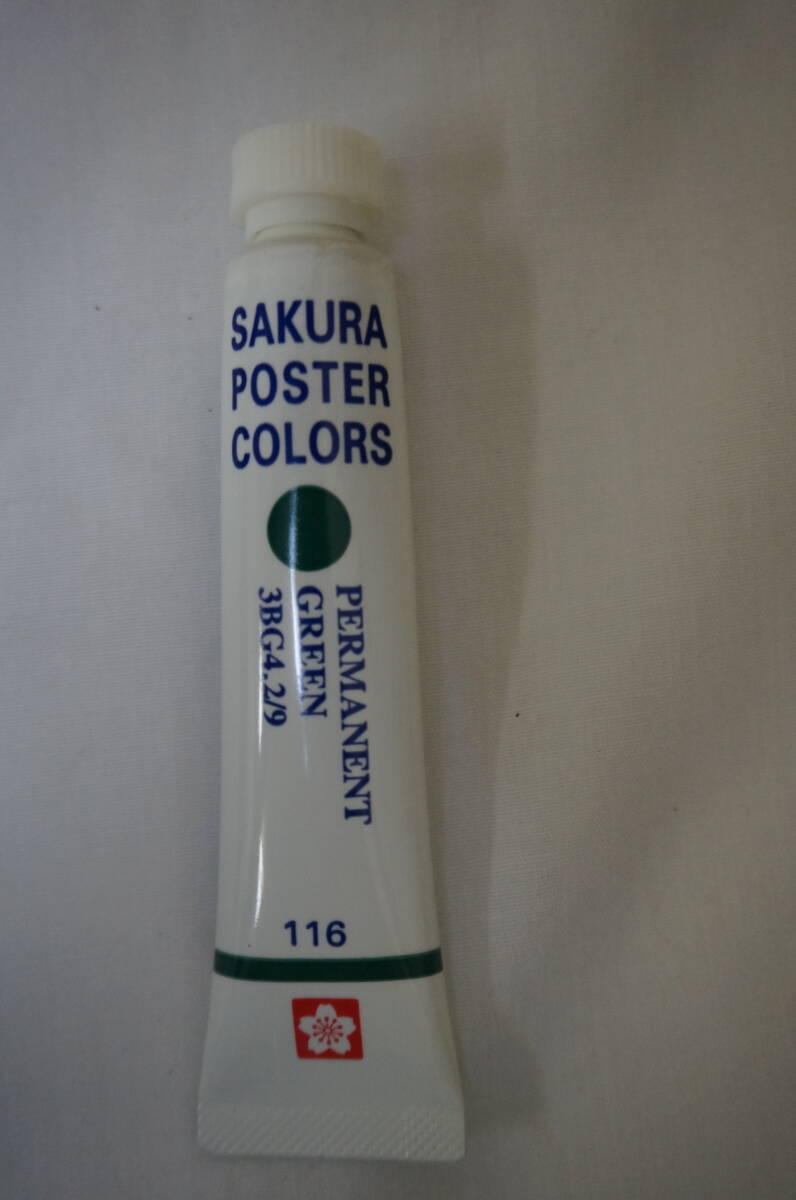 SAKURA
POSTER
COLORS
PERMANENT
GREEN
3BG4.2/9
116